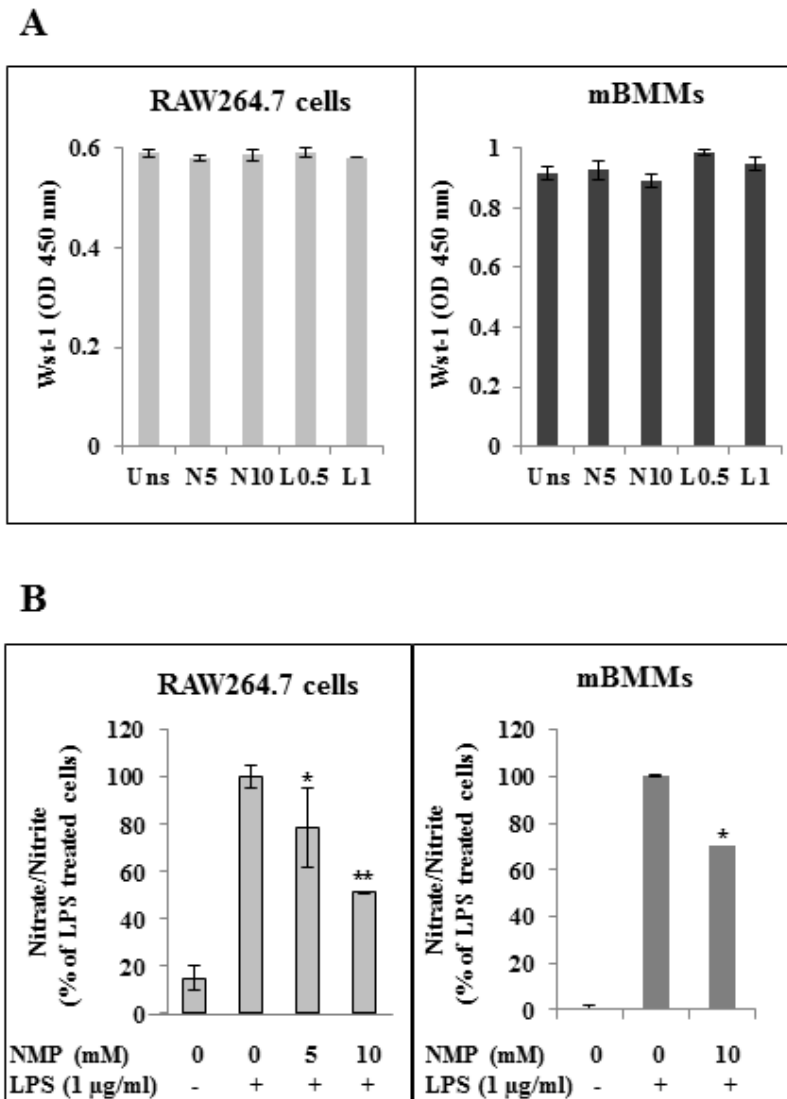 A
RAW264.7 cells
Wst-1 (OD 450 nm)
0.6
0.4
0.2
0
Uns N5 N10 L0.5 L1
mBMMs
Wst-1 (OD 450 nm)
1
0.8
0.6
0.4
0.2
0
Uns N5 N10 L0.5 L1
B
RAW264.7 cells
Nitrate/Nitrite
(% of LPS treated cells)
120
100
80
60
40
20
0
*
**
NMP (mM) 0 0 5 10
LPS (1 µg/ml) - + + +
mBMMs
Nitrate/Nitrite
(% of LPS treated cells)
120
100
80
60
40
20
0
*
NMP (mM) 0 0 10
LPS (1 µg/ml) - + +